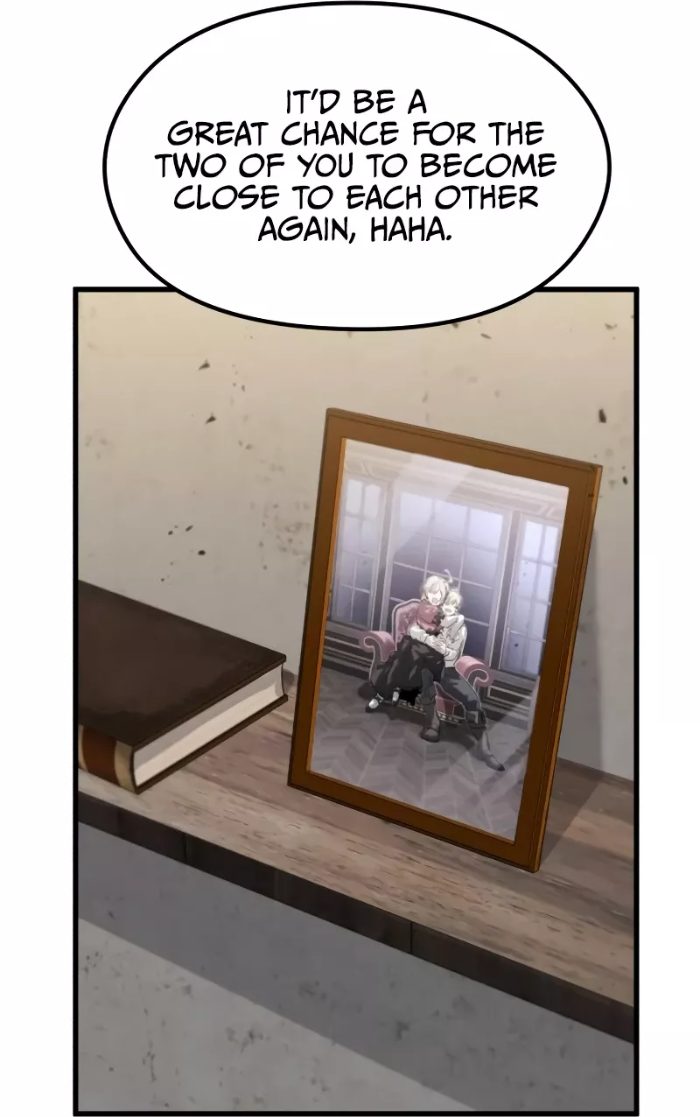 IT'D BE A
GREAT CHANCE FOR THE
TWO OF YOU TO BECOME
CLOSE TO EACH OTHER
AGAIN, HAHA.